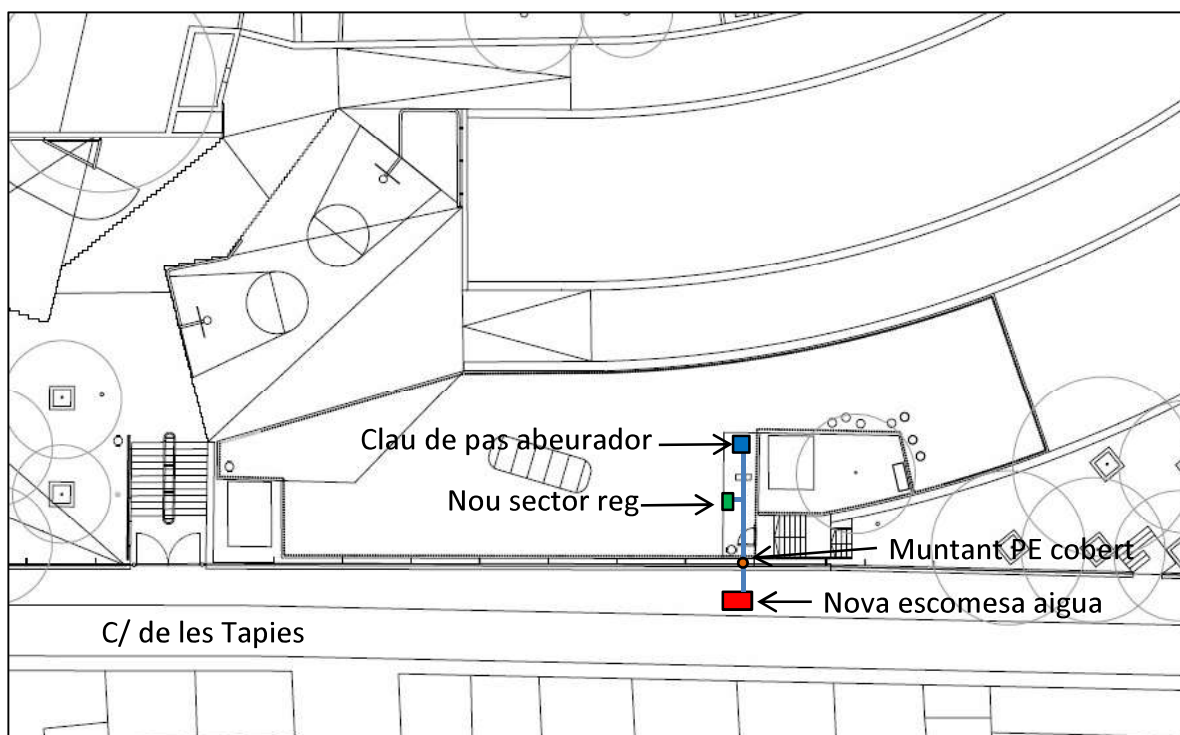 Clau de pas abeurador
Nou sector reg
Muntant PE cobert
Nova escomesa aigua
C/ de les Tapies